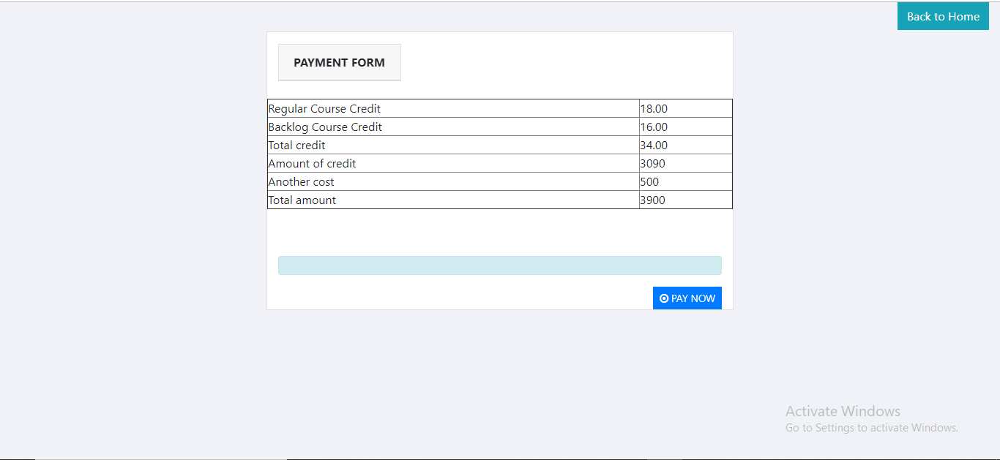 Back to Home
PAYMENT FORM
Regular Course Credit 18.00
Backlog Course Credit 16.00
Total credit 34.00
Amount of credit 3090
Another cost 500
Total amount 3900
PAY NOW
Activate Windows
Go to Settings to activate Windows.